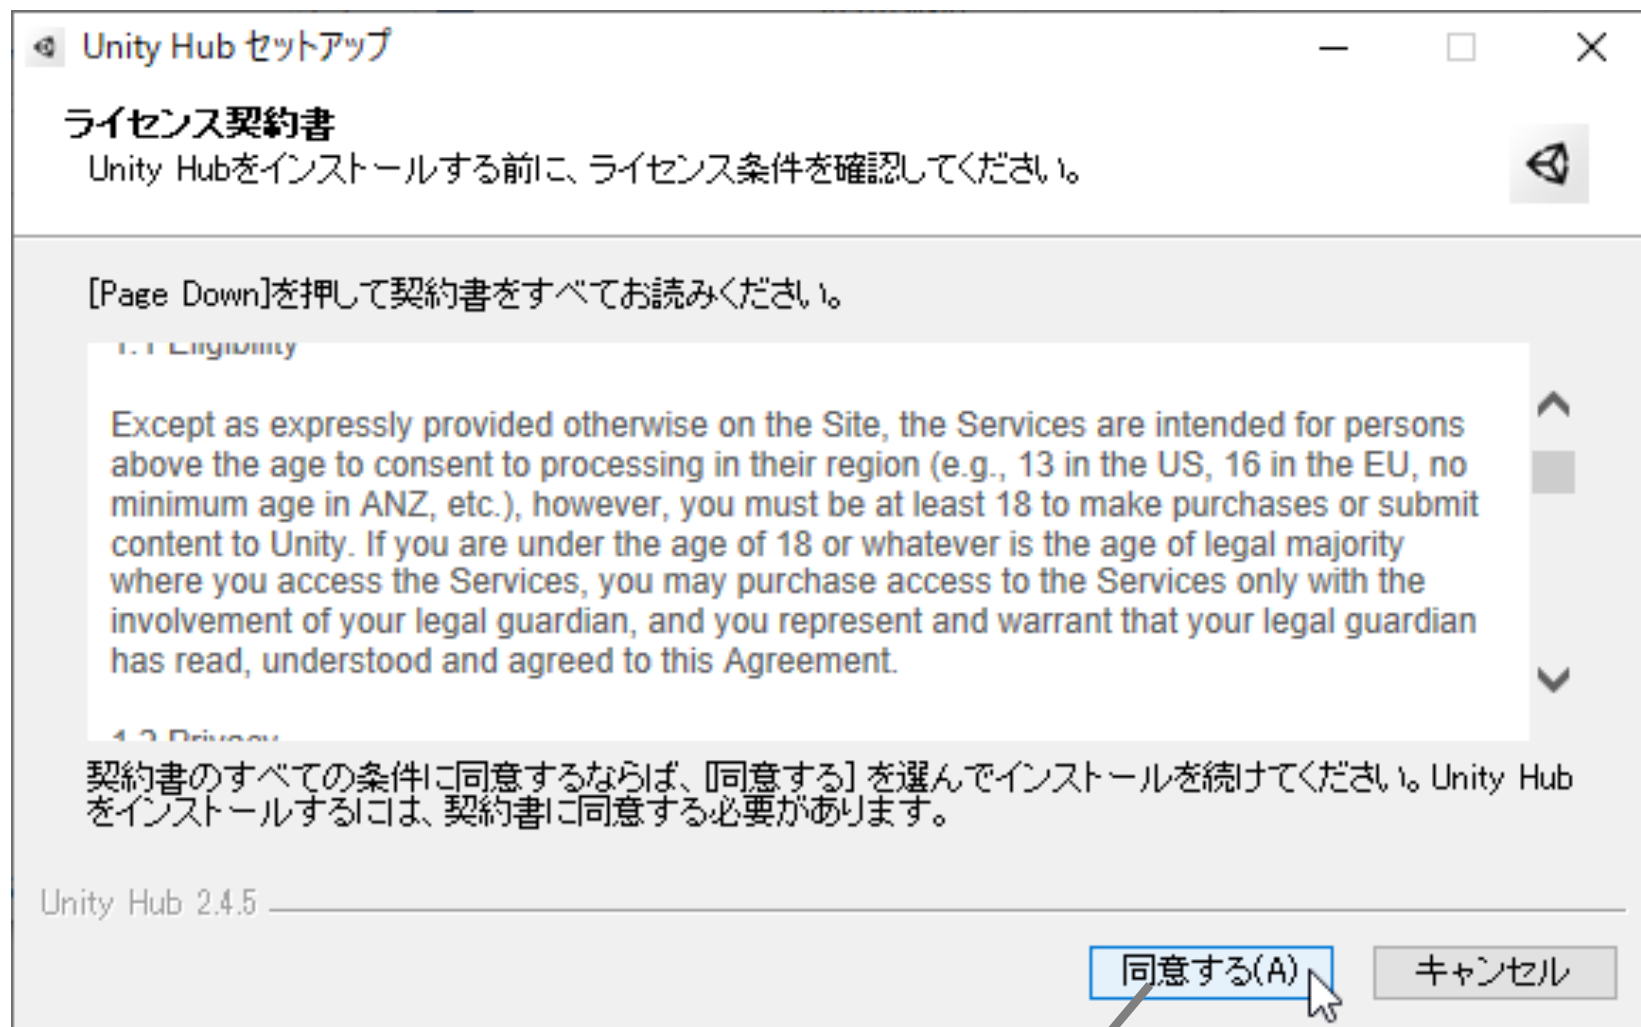 Unity Hub セットアップ
ライセンス契約書
Unity Hubをインストールする前に、ライセンス条件を確認してください。
[Page Down]を押して契約書をすべてお読みください。
1.1 Eligibility
Except as expressly provided otherwise on the Site, the Services are intended for persons
above the age to consent to processing in their region (e.g., 13 in the US, 16 in the EU, no
minimum age in ANZ, etc.), however, you must be at least 18 to make purchases or submit
content to Unity. If you are under the age of 18 or whatever is the age of legal majority
where you access the Services, you may purchase access to the Services only with the
involvement of your legal guardian, and you represent and warrant that your legal guardian
has read, understood and agreed to this Agreement.
1.2 Privacy
契約書のすべての条件に同意するならば、[同意する] を選んでインストールを続けてください。Unity Hub
をインストールするには、契約書に同意する必要があります。
Unity Hub 2.4.5
同意する(A)
キャンセル